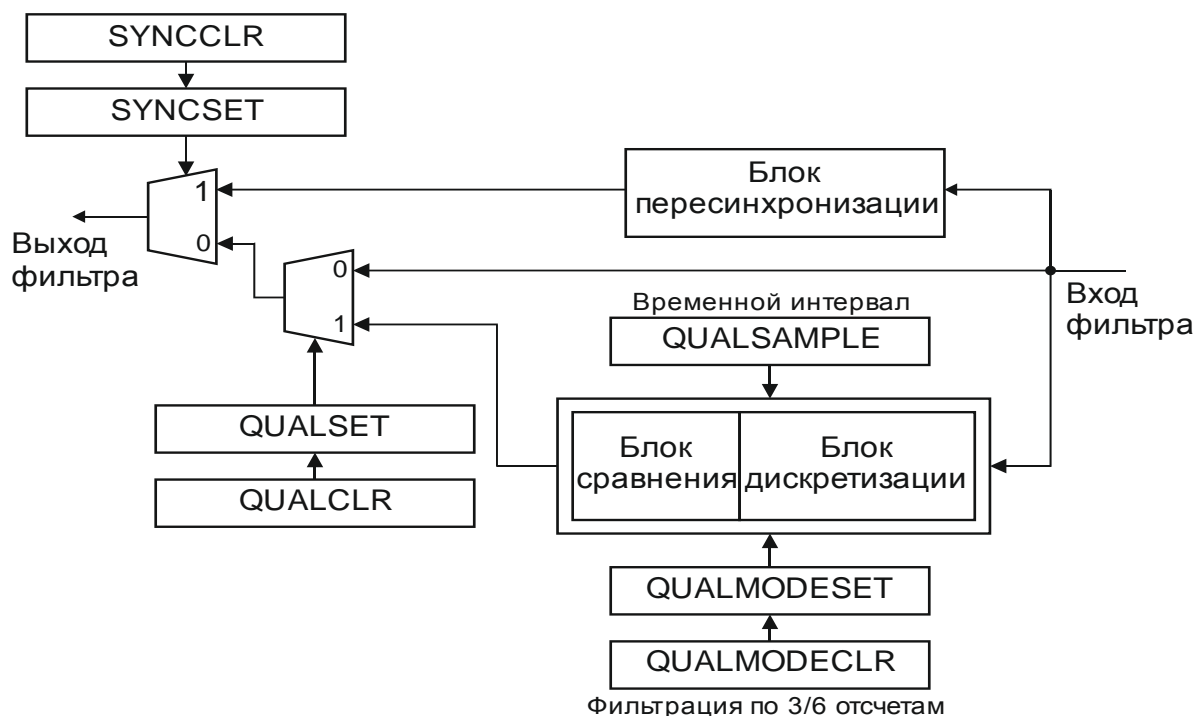 SYNCCLR
SYNCSET
1
0
Выход
фильтра
Блок
пересинхронизации
0
1
Вход
фильтра
Временной интервал
QUALSAMPLE
QUALSET
QUALCLR
Блок
сравнения
Блок
дискретизации
QUALMODESET
QUALMODECLR
Фильтрация по 3/6 отсчетам